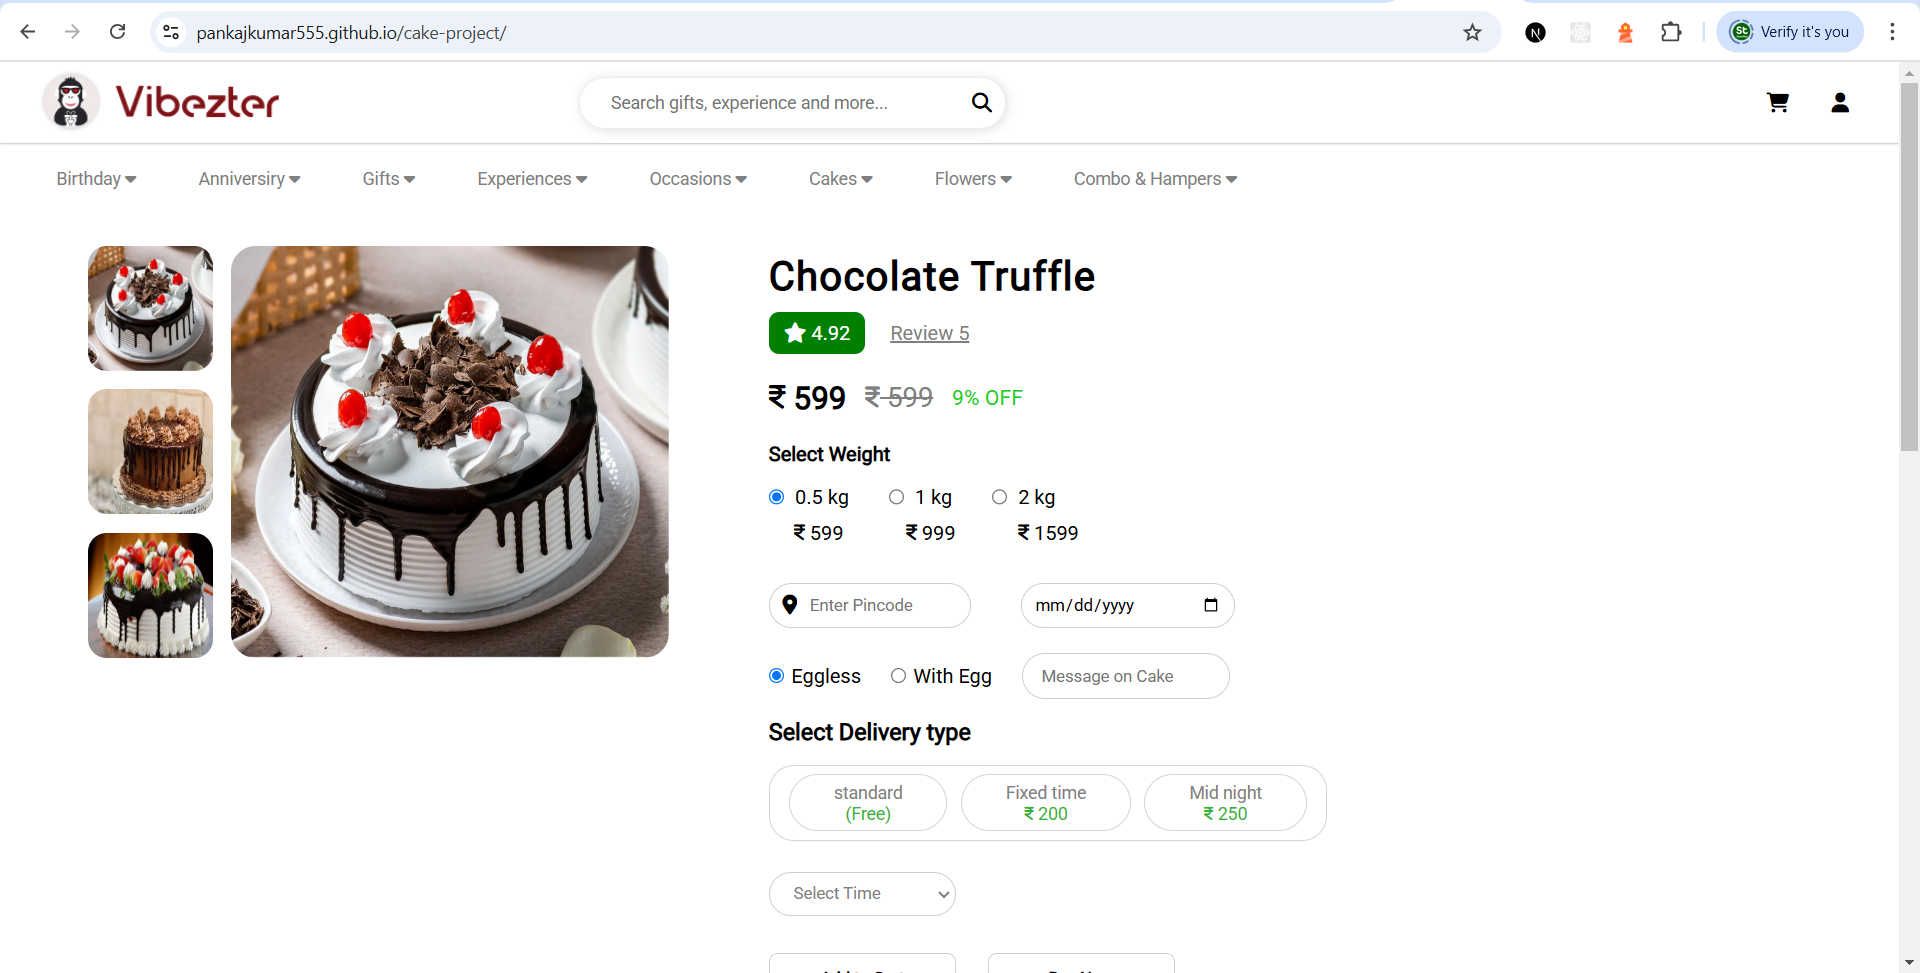 pankajkumar555.github.io/cake-project/
N
St
Verify it's you
Vibezter
Search gifts, experience and more...
Birthday Anniversiry Gifts Experiences Occasions Cakes Flowers Combo & Hampers
Chocolate Truffle
4.92 Review 5
₹ 599 ₹ 599 9% OFF
Select Weight
0.5 kg 1 kg 2 kg
₹ 599 ₹ 999 ₹ 1599
Enter Pincode mm/dd/yyyy
Eggless With Egg Message on Cake
Select Delivery type
standard Fixed time Mid night
(Free) ₹ 200 ₹ 250
Select Time